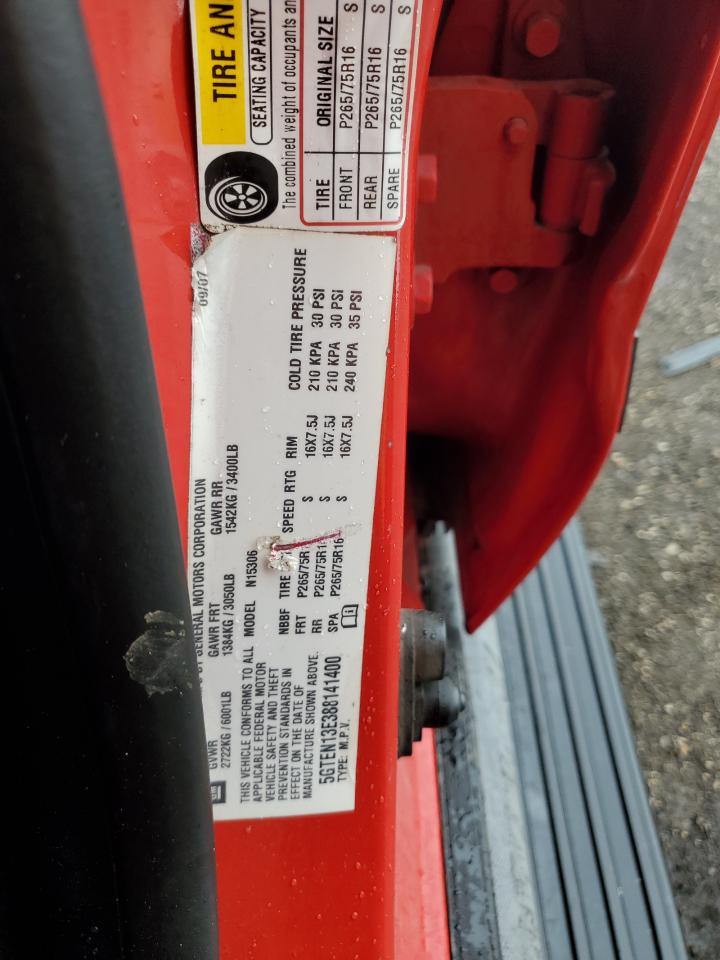 TIRE AN
SEATING CAPACITY
The combined weight of occupants an
TIRE ORIGINAL SIZE
FRONT P265/75R16 S
REAR P265/75R16 S
SPARE P265/75R16 S
09/07
GENERAL MOTORS CORPORATION
GVWR GAWR FRT GAWR RR
2722KG / 6001LB 1384KG / 3050LB 1542KG / 3400LB
GM
THIS VEHICLE CONFORMS TO ALL
APPLICABLE FEDERAL MOTOR
VEHICLE SAFETY AND THEFT
PREVENTION STANDARDS IN
EFFECT ON THE DATE OF
MANUFACTURE SHOWN ABOVE.
5GTEN13E388141400
TYPE: M.P.V.
MODEL N15306
NBBF TIRE SPEED RTG RIM COLD TIRE PRESSURE
FRT P265/75R S 16X7.5J 210 KPA 30 PSI
RR P265/75R16 S 16X7.5J 210 KPA 30 PSI
SPA P265/75R16 S 16X7.5J 240 KPA 35 PSI